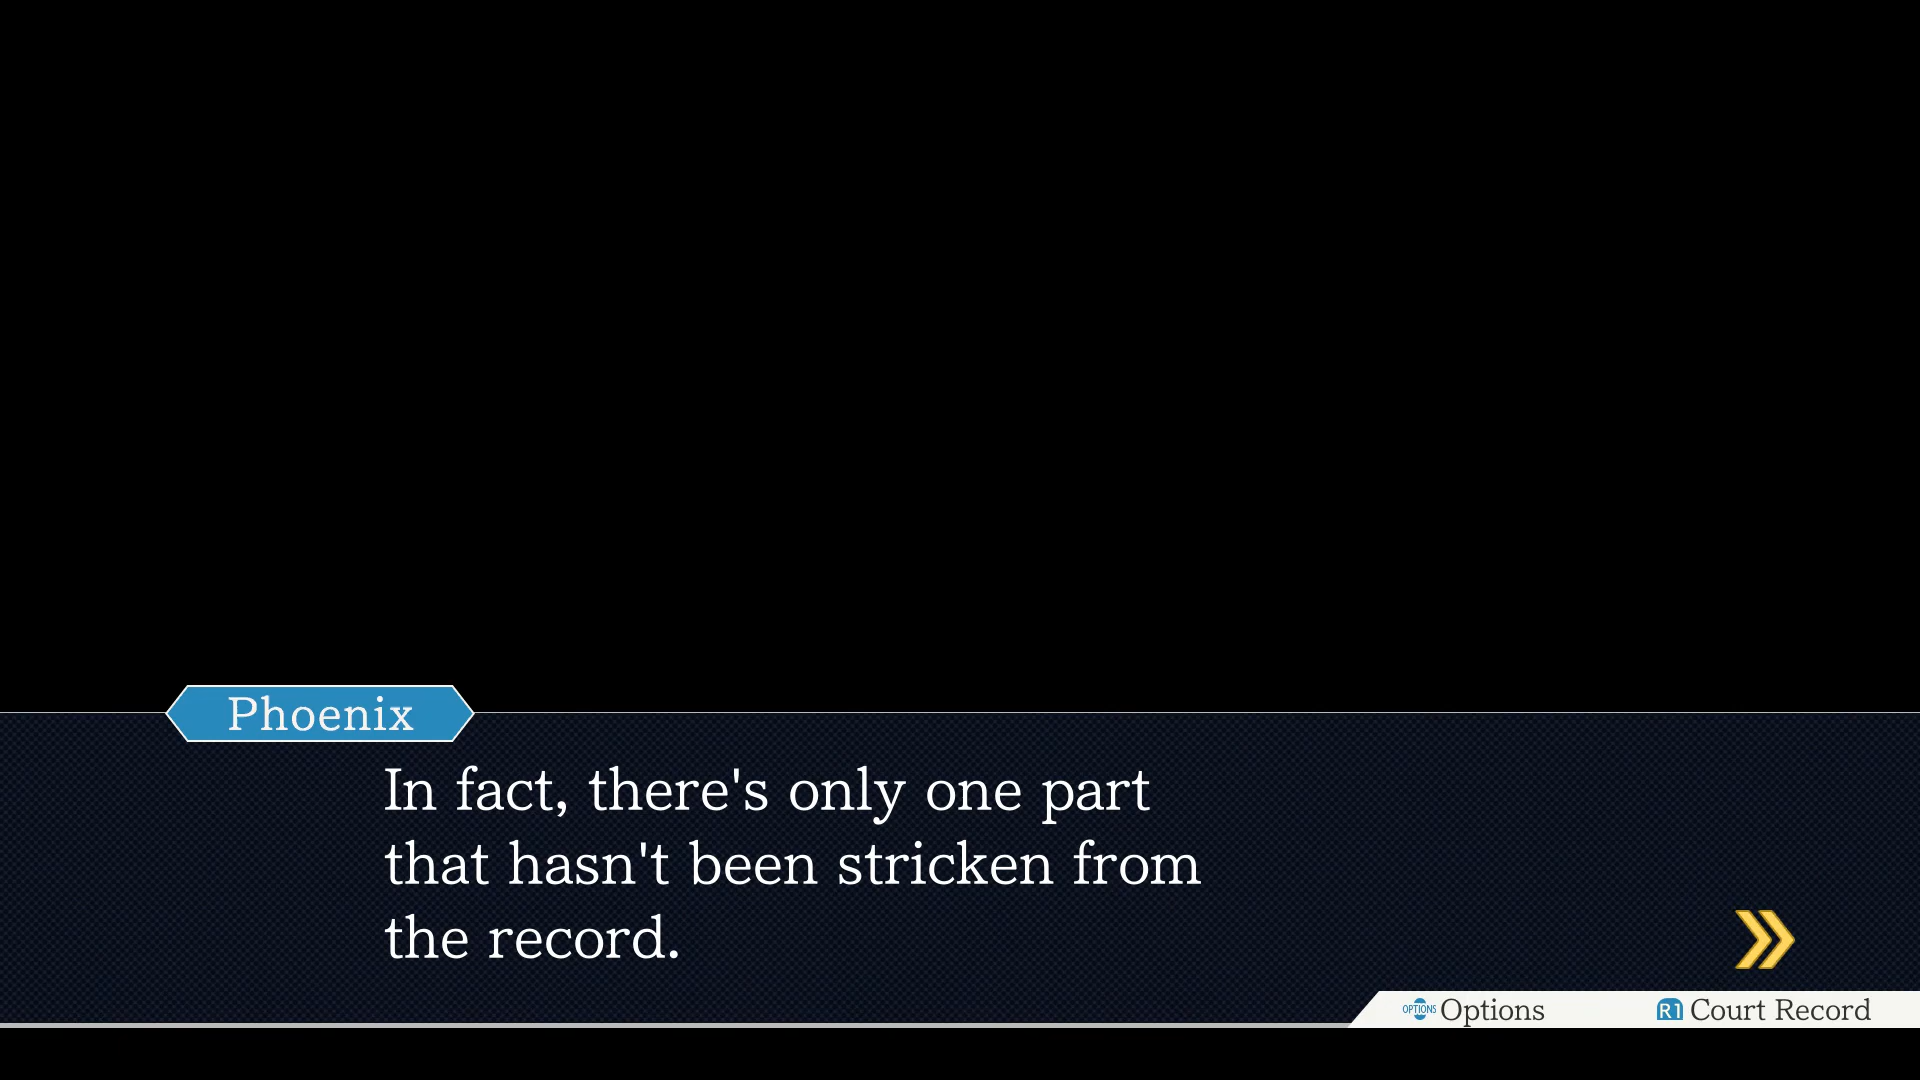 Phoenix
In fact, there's only one part
that hasn't been stricken from
the record.
OPTIONS Options R1 Court Record